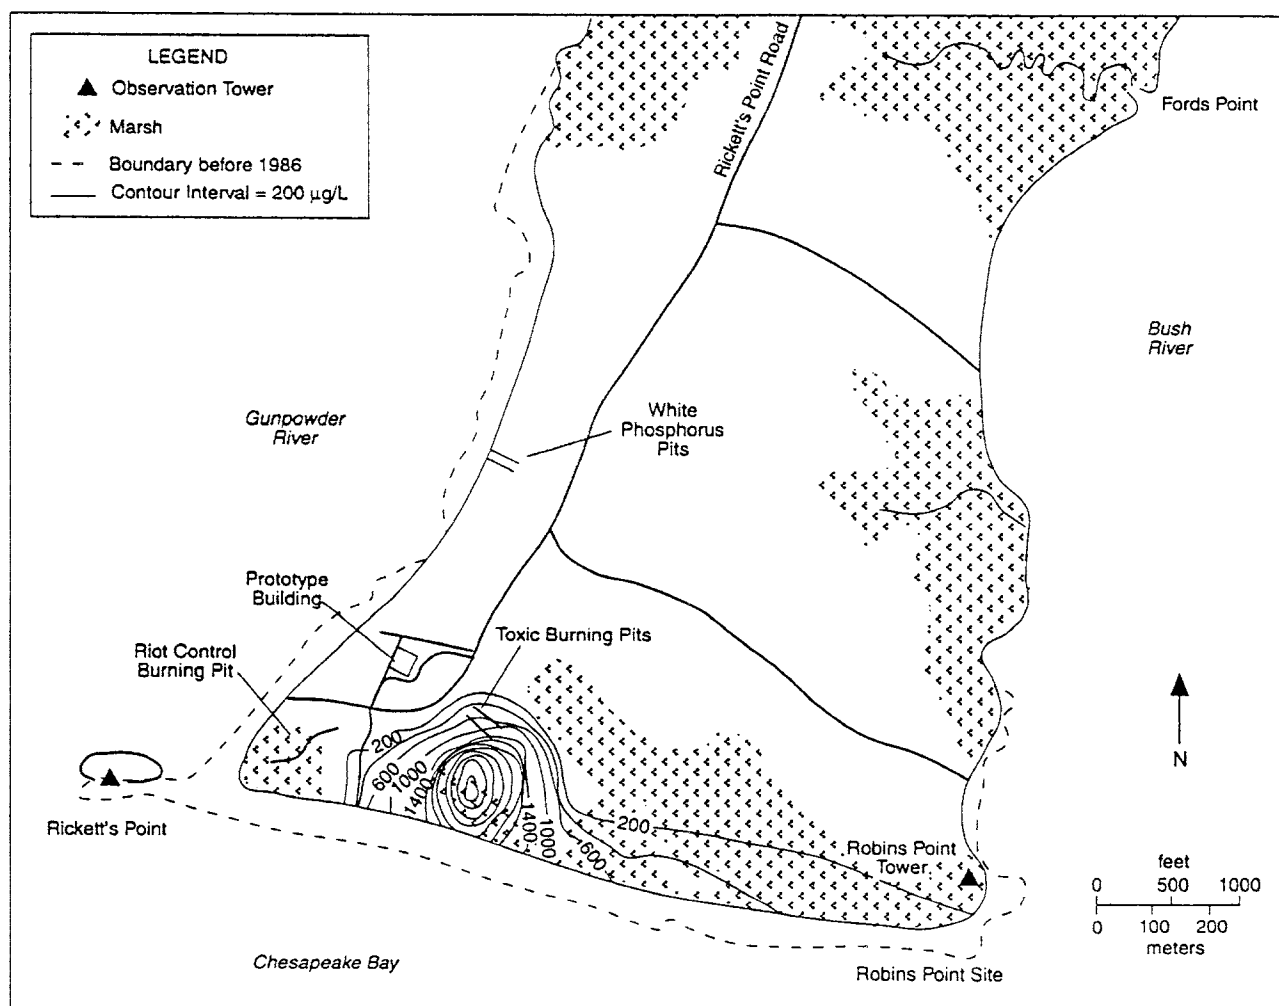 LEGEND
Observation Tower
Marsh
Boundary before 1986
Contour Interval = 200 µg/L
Rickett's Point Road
Fords Point
Bush
River
Gunpowder
River
White
Phosphorus
Pits
Prototype
Building
Toxic Burning Pits
Riot Control
Burning Pit
200
600
1000
1400
1400
1000
600
200
N
Rickett's Point
Robins Point
Tower
feet
0 500 1000
0 100 200
meters
Chesapeake Bay
Robins Point Site